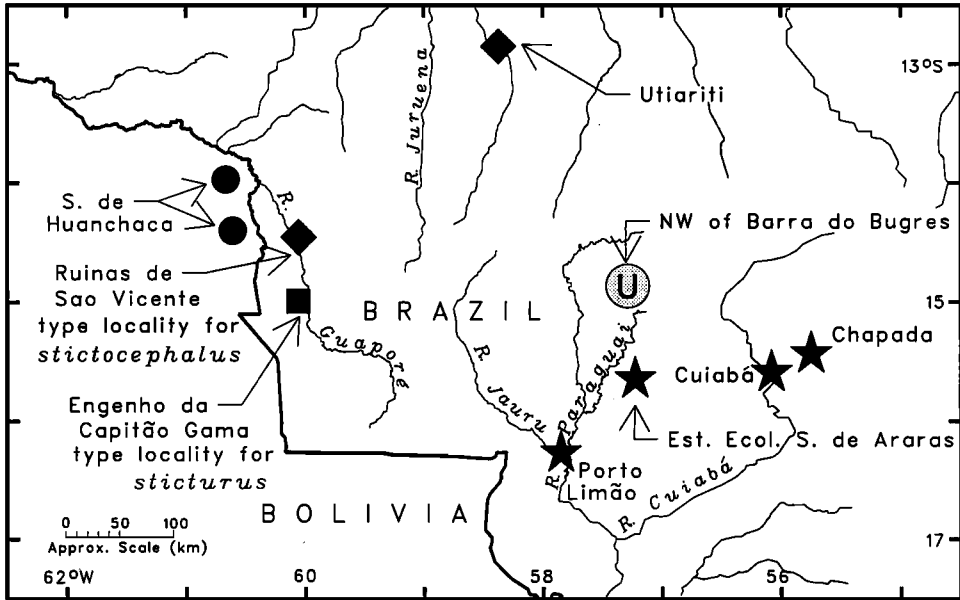 13°S
Utiariti
R. Juruena
S. de
Huanchaca
R.
NW of Barra do Bugres
U
Ruinas de
Sao Vicente
type locality for
stictocephalus
BRAZIL
15
Chapada
Guaporé
R. Jauru
R. Paraguai
Cuiabá
Engenho da
Capitão Gama
type locality for
sticturus
Est. Ecol. S. de Araras
Porto
Limão
R. Cuiabá
BOLIVIA
0 50 100
Approx. Scale (km)
17
62°W 60 58 56